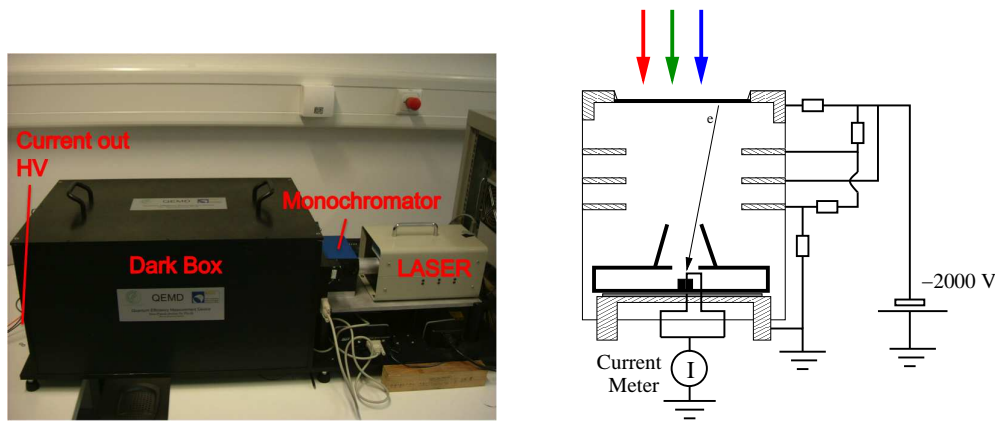 Current out
HV
Monochromator
Dark Box
LASER
QEMD
QEMD
e
−2000 V
Current
Meter
I